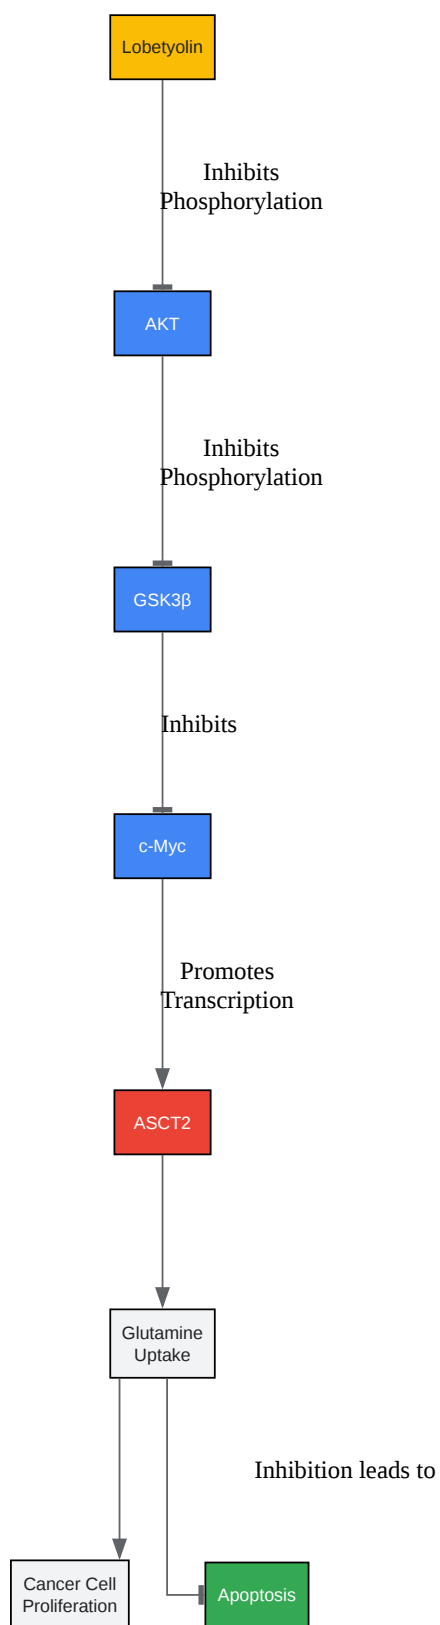 Lobetyolin
Inhibits
Phosphorylation
AKT
Inhibits
Phosphorylation
GSK3β
Inhibits
c-Myc
Promotes
Transcription
ASCT2
Glutamine
Uptake
Inhibition leads to
Cancer Cell
Proliferation
Apoptosis